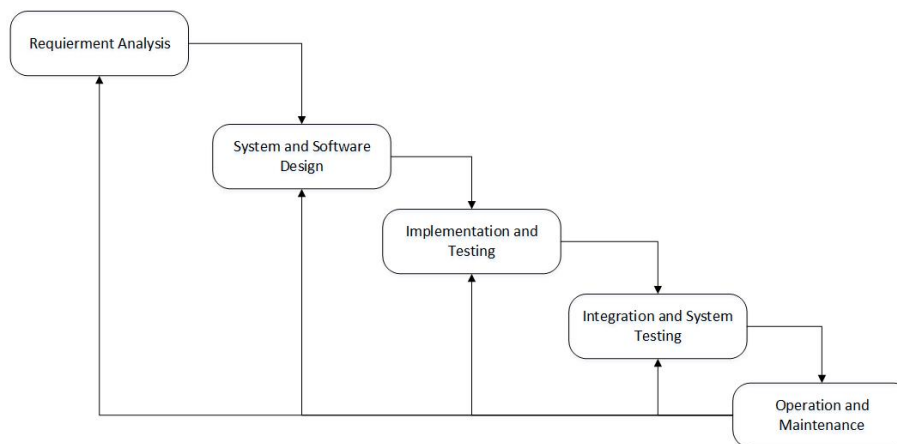 Requierment Analysis
System and Software
Design
Implementation and
Testing
Integration and System
Testing
Operation and
Maintenance